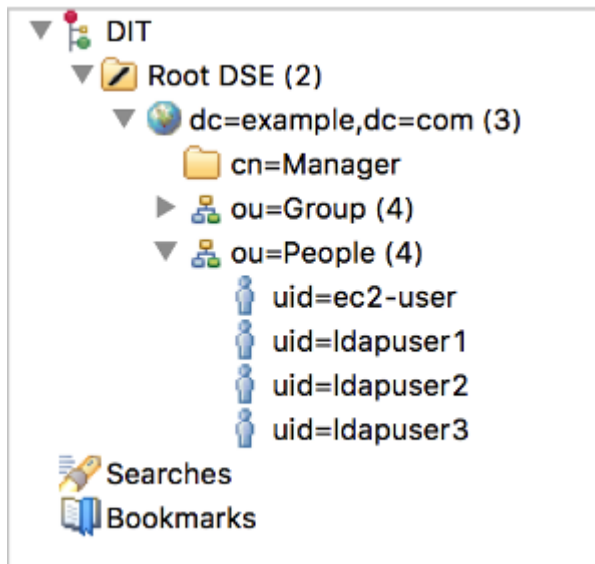 DIT
Root DSE (2)
dc=example,dc=com (3)
cn=Manager
ou=Group (4)
ou=People (4)
uid=ec2-user
uid=ldapuser1
uid=ldapuser2
uid=ldapuser3
Searches
Bookmarks